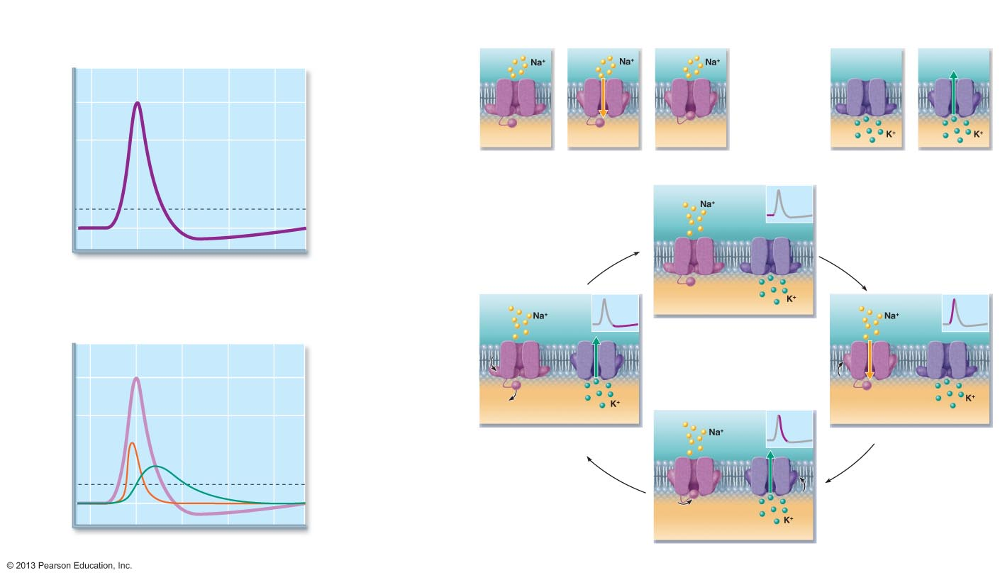 Na⁺
Na⁺
Na⁺
K⁺
K⁺
Na⁺
K⁺
Na⁺
K⁺
Na⁺
K⁺
Na⁺
K⁺
© 2013 Pearson Education, Inc.